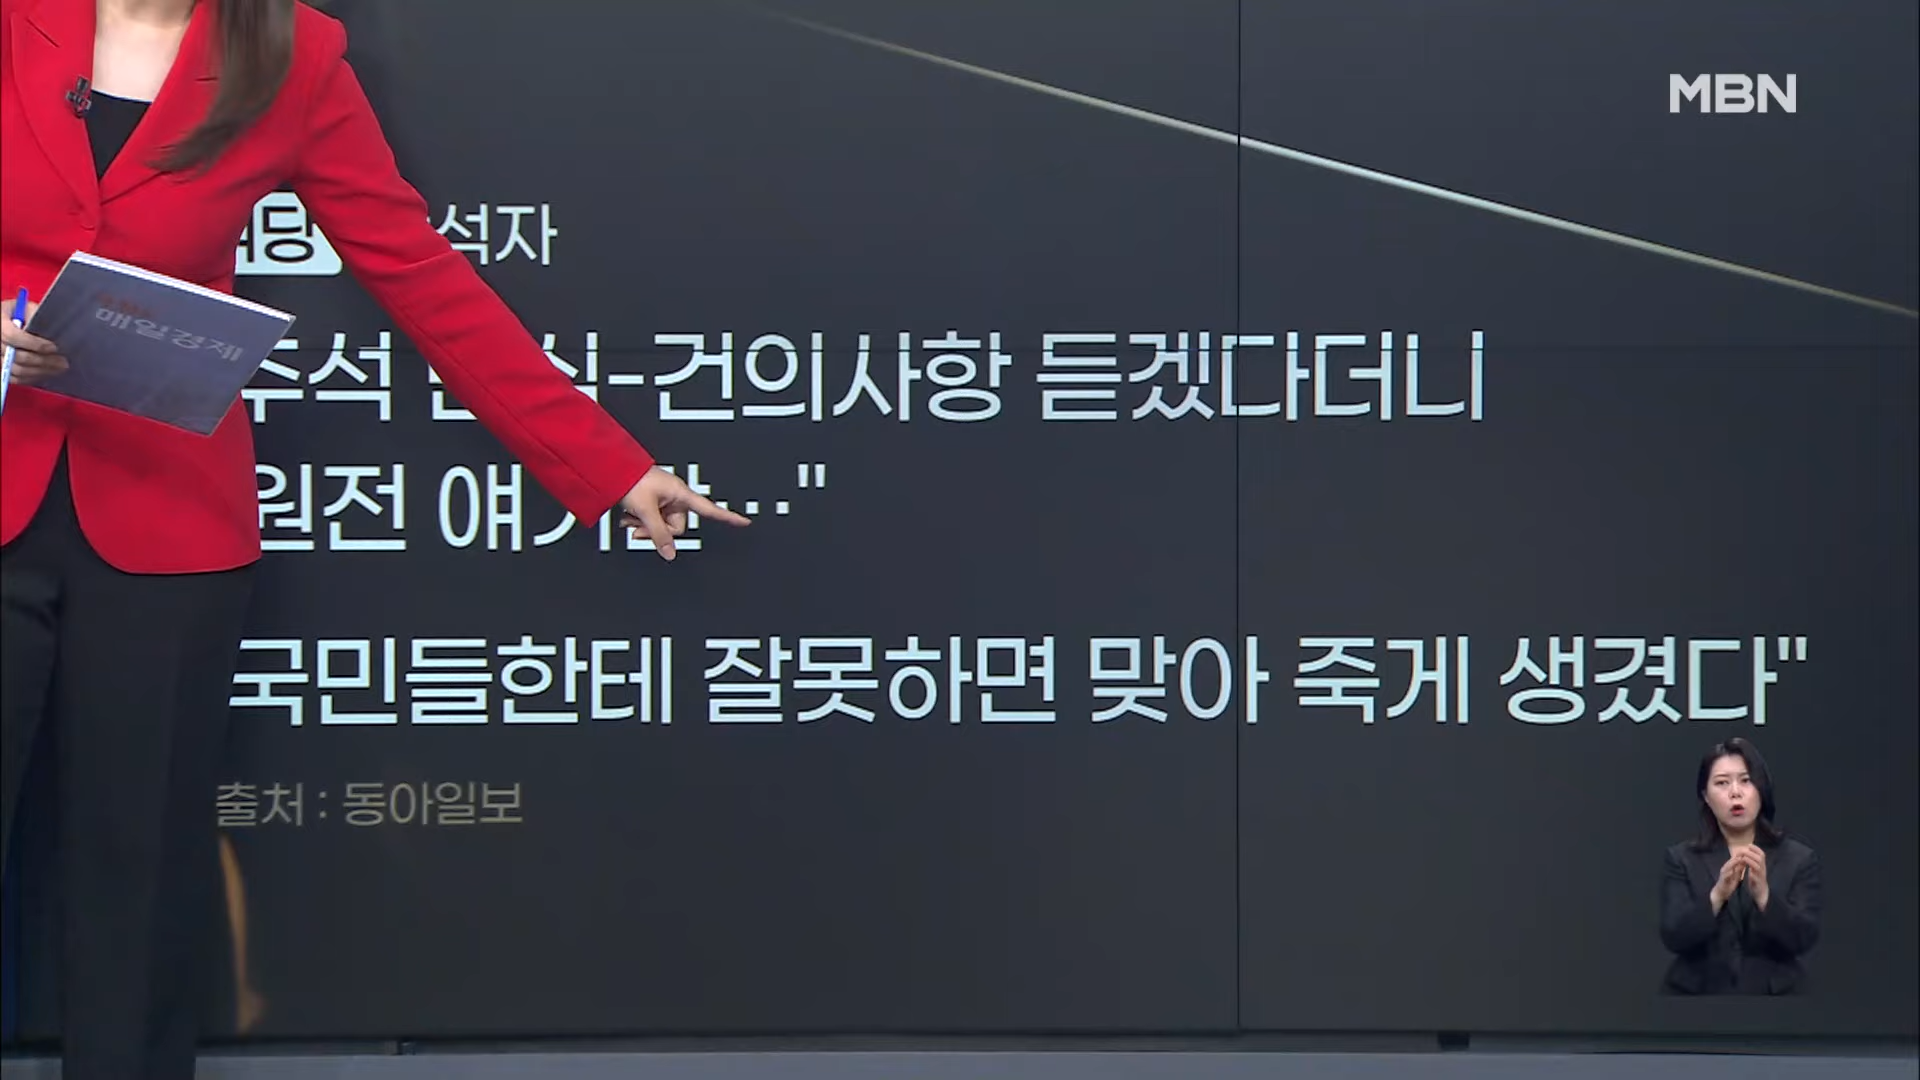 MBN
석자
매일경제
추석 민심-건의사항 듣겠다더니
원전 얘기만…"
국민들한테 잘못하면 맞아 죽게 생겼다"
출처 : 동아일보